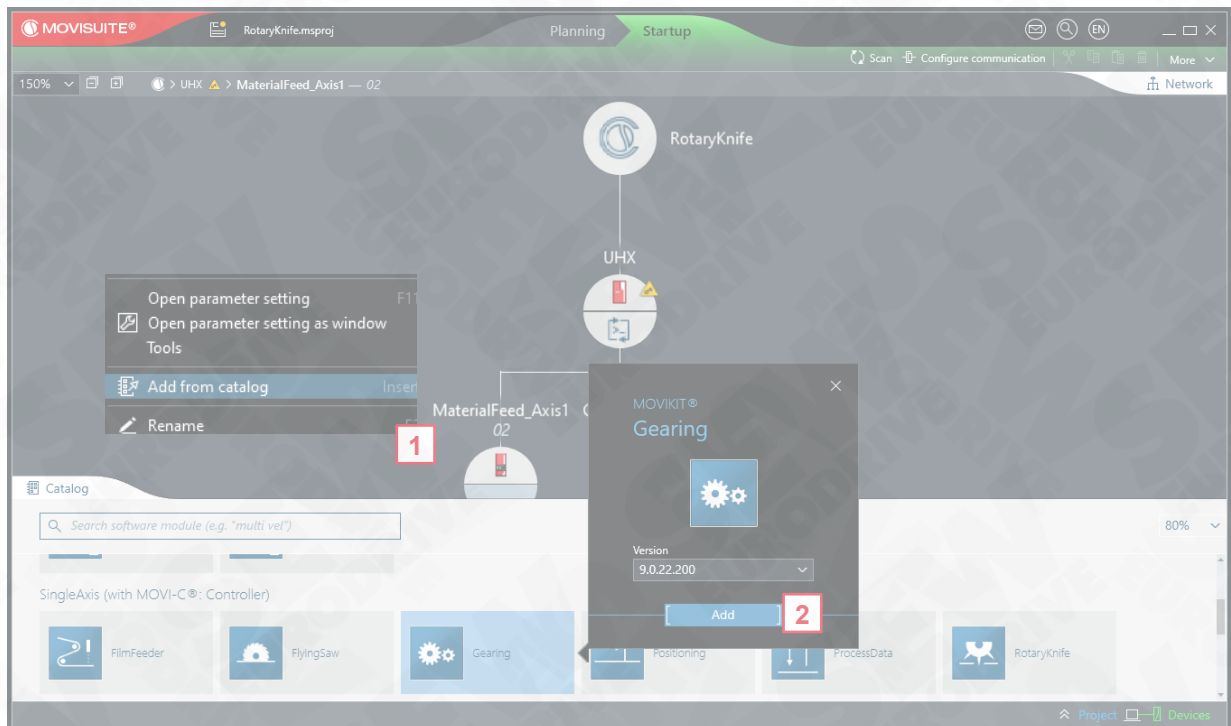 MOVISUITE®
RotaryKnife.msproj
Planning
Startup
EN
Scan
Configure communication
More
150%
> UHX > MaterialFeed_Axis1 — 02
Network
RotaryKnife
UHX
Open parameter setting F11
Open parameter setting as window
Tools
Add from catalog Insert
Rename
1
MaterialFeed_Axis1
02
MOVIKIT®
Gearing
Version
9.0.22.200
Add
2
Catalog
Search software module (e.g. "multi vel")
80%
SingleAxis (with MOVI-C®: Controller)
FilmFeeder
FlyingSaw
Gearing
Positioning
ProcessData
RotaryKnife
Project
Devices